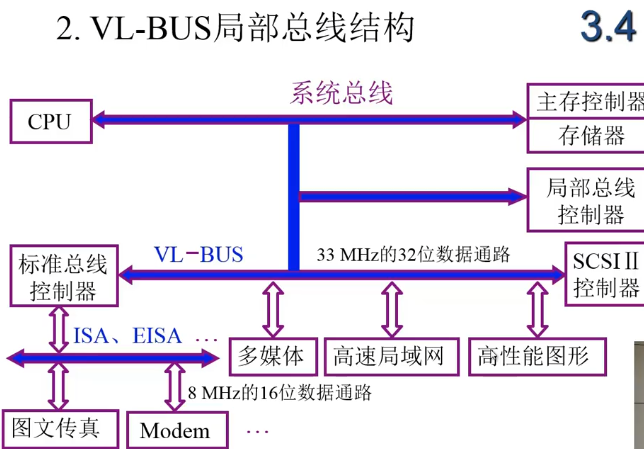 2. VL-BUS局部总线结构
3.4
系统总线
CPU
主存控制器
存储器
局部总线
控制器
VL-BUS
33 MHz的32位数据通路
标准总线
控制器
SCSIⅡ
控制器
ISA、EISA …
多媒体
高速局域网
高性能图形
8 MHz的16位数据通路
图文传真
Modem
…